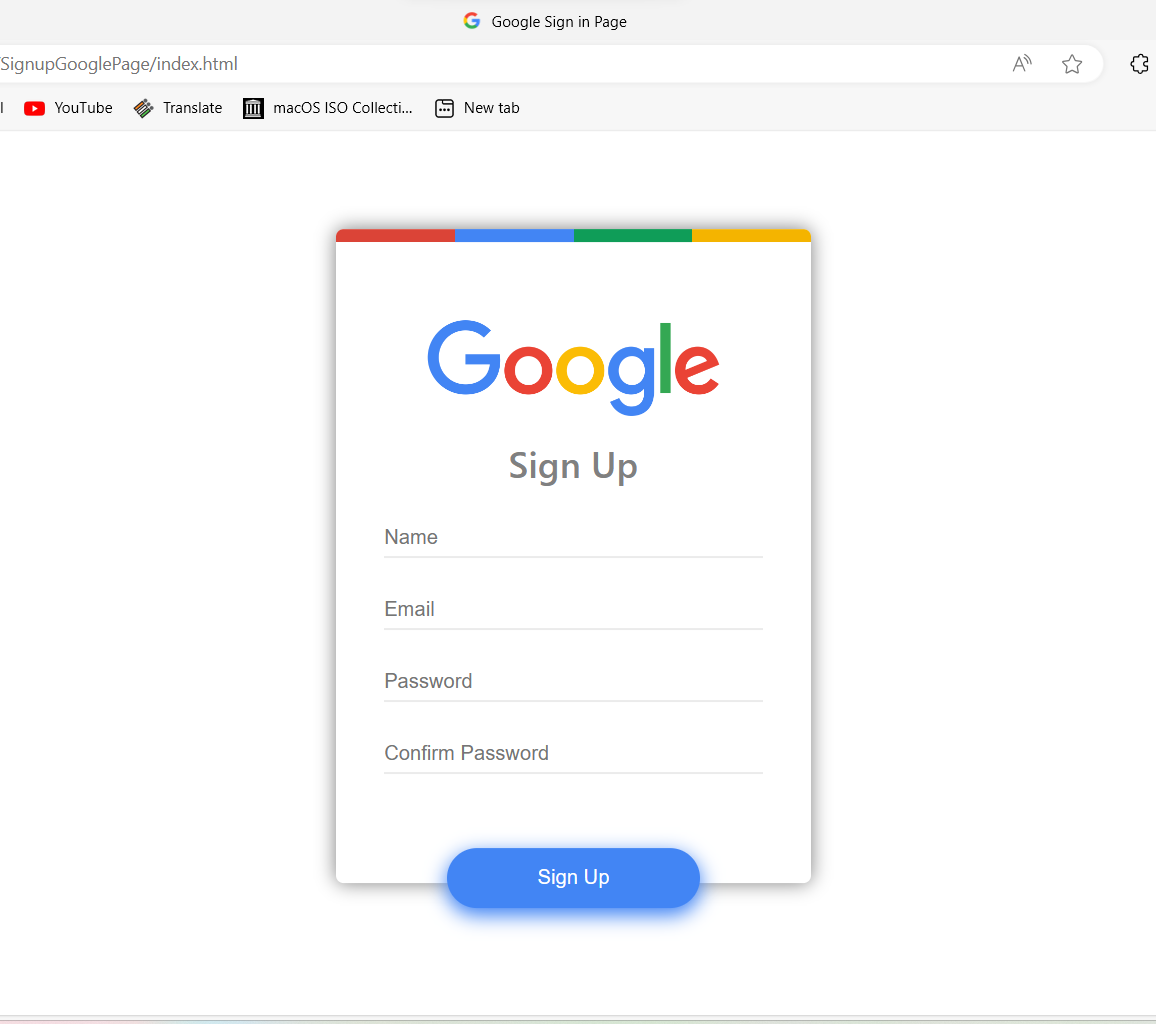 Google Sign in Page
/SignupGooglePage/index.html
YouTube Translate macOS ISO Collecti... New tab
Google
Sign Up
Name
Email
Password
Confirm Password
Sign Up